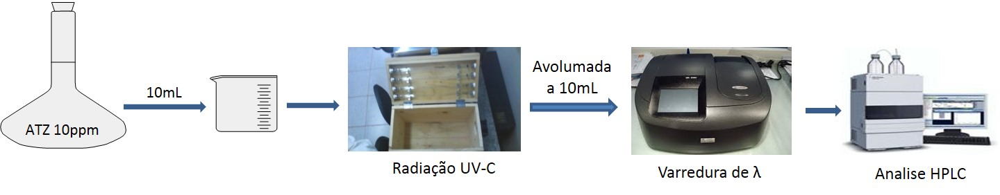 ATZ 10ppm
10mL
Radiação UV-C
Avolumada
a 10mL
Varredura de λ
Analise HPLC